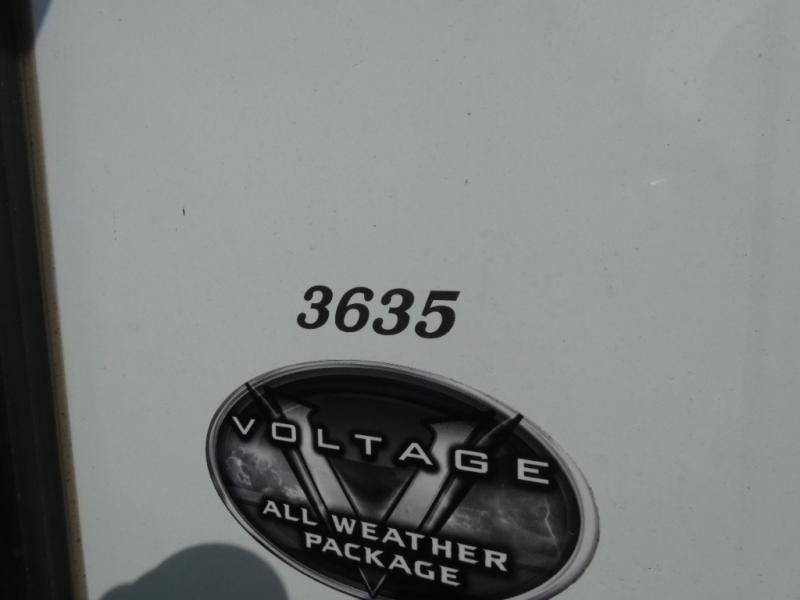 3635
VOLTAGE
ALL WEATHER
PACKAGE